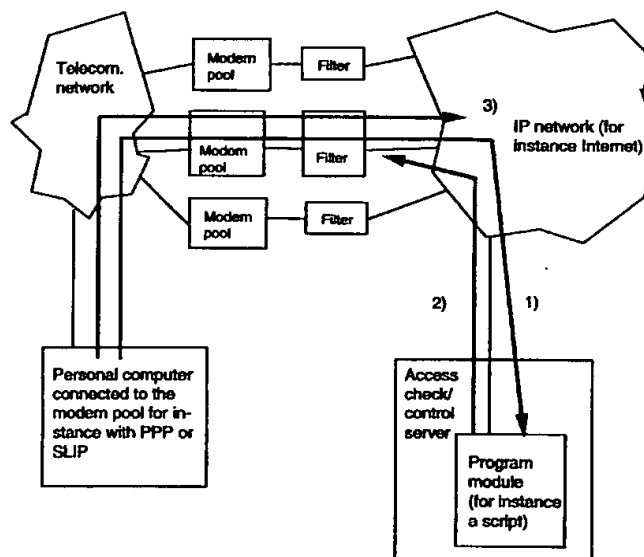 Telecom.
network
Modem
pool
Filter
3)
IP network (for
instance Internet)
Modem
pool
Filter
Modem
pool
Filter
2)
1)
Personal computer
connected to the
modem pool for in-
stance with PPP or
SLIP
Access
check/
control
server
Program
module
(for instance
a script)